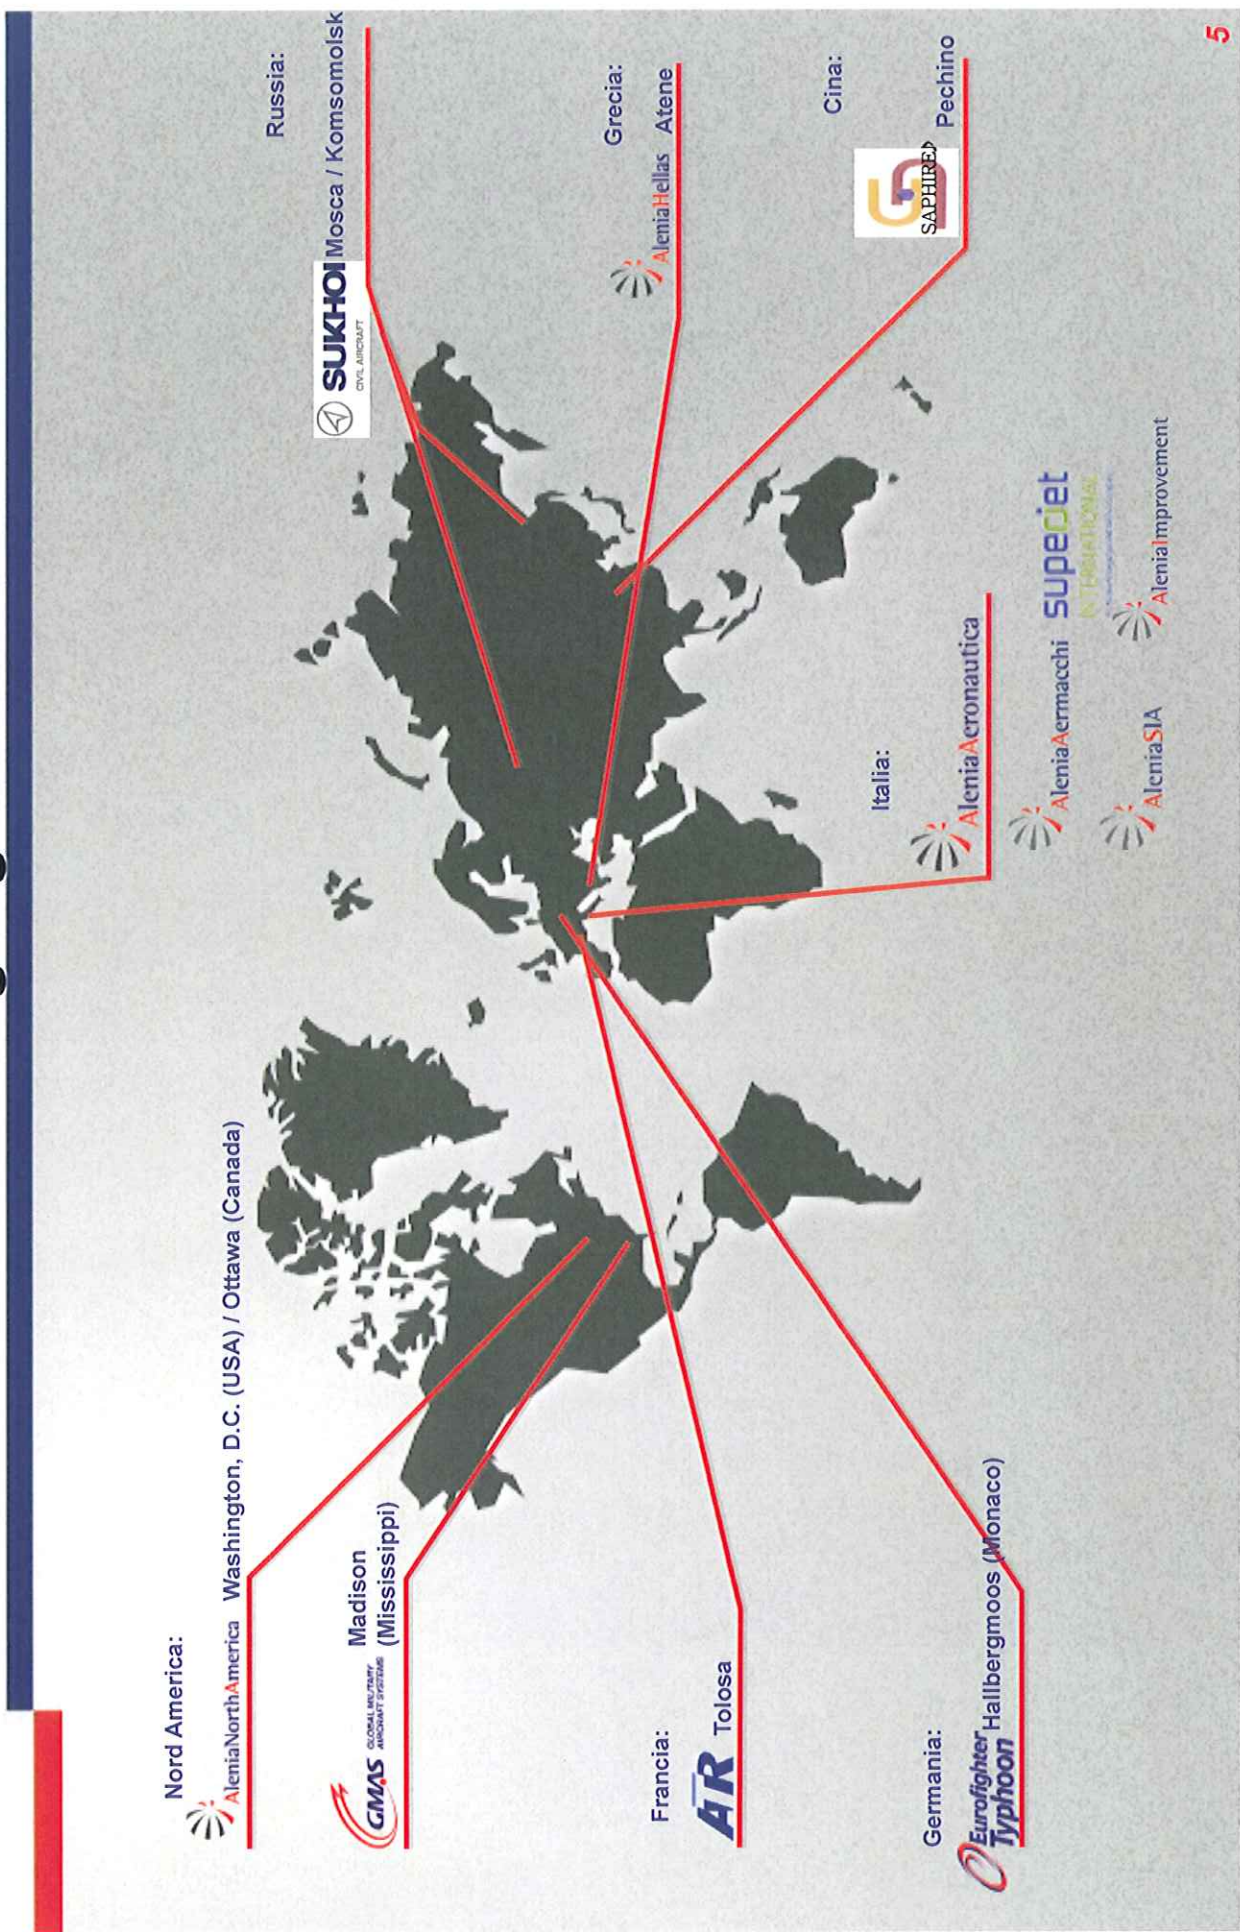 Nord America:
AleniaNorthAmerica Washington, D.C. (USA) / Ottawa (Canada)
GMAS GLOBAL MILITARY AIRCRAFT SYSTEMS
Madison
(Mississippi)
Francia:
ATR Tolosa
Germania:
Eurofighter
Typhoon Hallbergmoos (Monaco)
Russia:
SUKHOI Mosca / Komsomolsk
CIVIL AIRCRAFT
Grecia:
AleniaHellas Atene
Cina:
SAPHIRE
Pechino
Italia:
AleniaAeronautica
AleniaAermacchi
superjet
INTERNATIONAL
AleniaSIA
AleniaImprovement
5